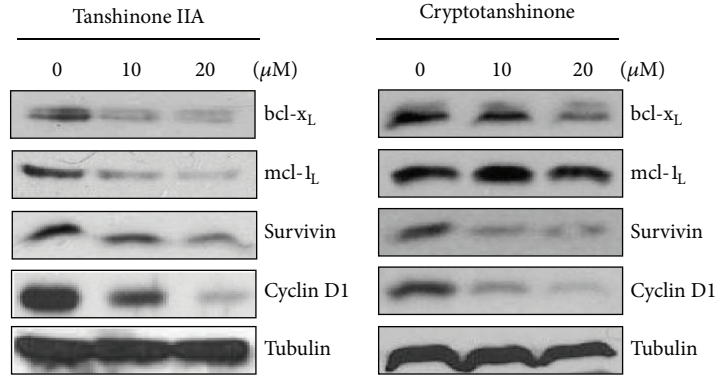 Tanshinone IIA
0 10 20 (μM)
bcl-xL
mcl-1L
Survivin
Cyclin D1
Tubulin
Cryptotanshinone
0 10 20 (μM)
bcl-xL
mcl-1L
Survivin
Cyclin D1
Tubulin